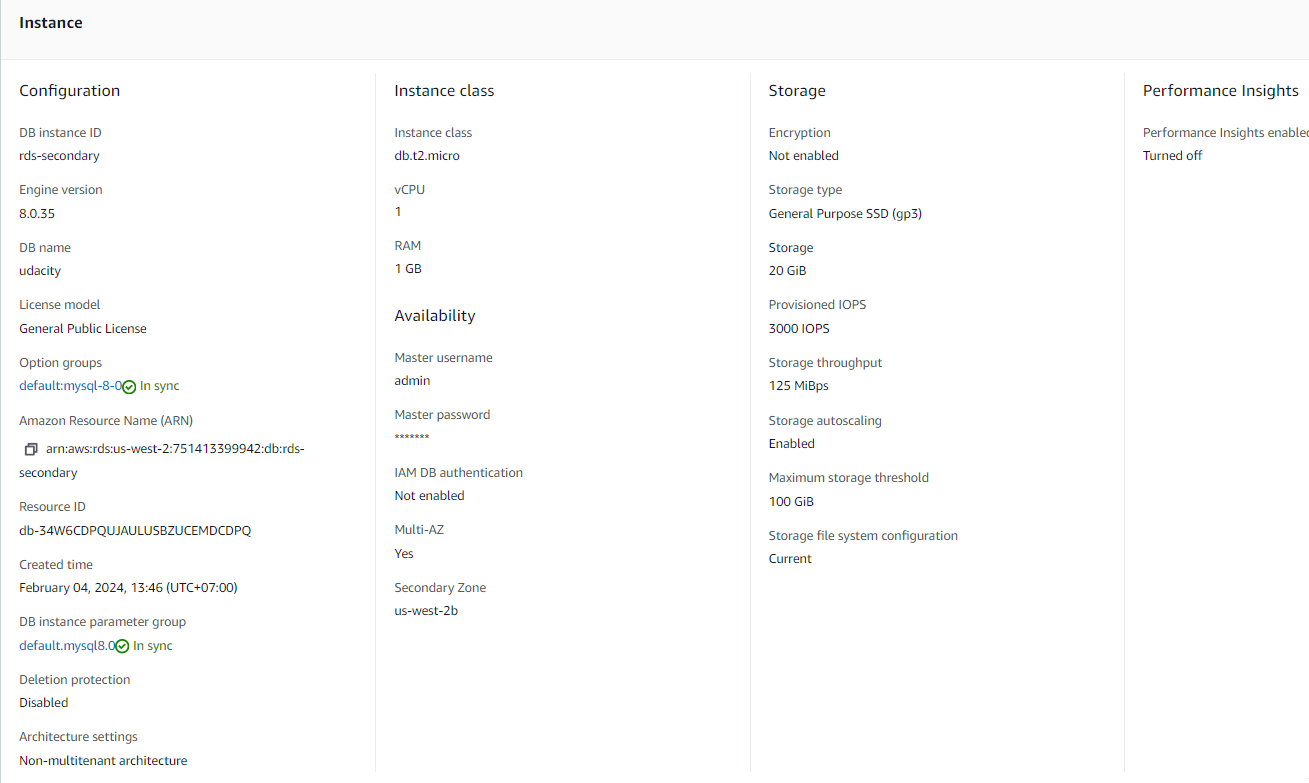 Instance
Configuration
DB instance ID
rds-secondary
Engine version
8.0.35
DB name
udacity
License model
General Public License
Option groups
default:mysql-8-0 In sync
Amazon Resource Name (ARN)
arn:aws:rds:us-west-2:751413399942:db:rds-
secondary
Resource ID
db-34W6CDPQUJAULUSBZUCEMDCDPQ
Created time
February 04, 2024, 13:46 (UTC+07:00)
DB instance parameter group
default.mysql8.0 In sync
Deletion protection
Disabled
Architecture settings
Non-multitenant architecture
Instance class
Instance class
db.t2.micro
vCPU
1
RAM
1 GB
Availability
Master username
admin
Master password
*******
IAM DB authentication
Not enabled
Multi-AZ
Yes
Secondary Zone
us-west-2b
Storage
Encryption
Not enabled
Storage type
General Purpose SSD (gp3)
Storage
20 GiB
Provisioned IOPS
3000 IOPS
Storage throughput
125 MiBps
Storage autoscaling
Enabled
Maximum storage threshold
100 GiB
Storage file system configuration
Current
Performance Insights
Performance Insights enabled
Turned off